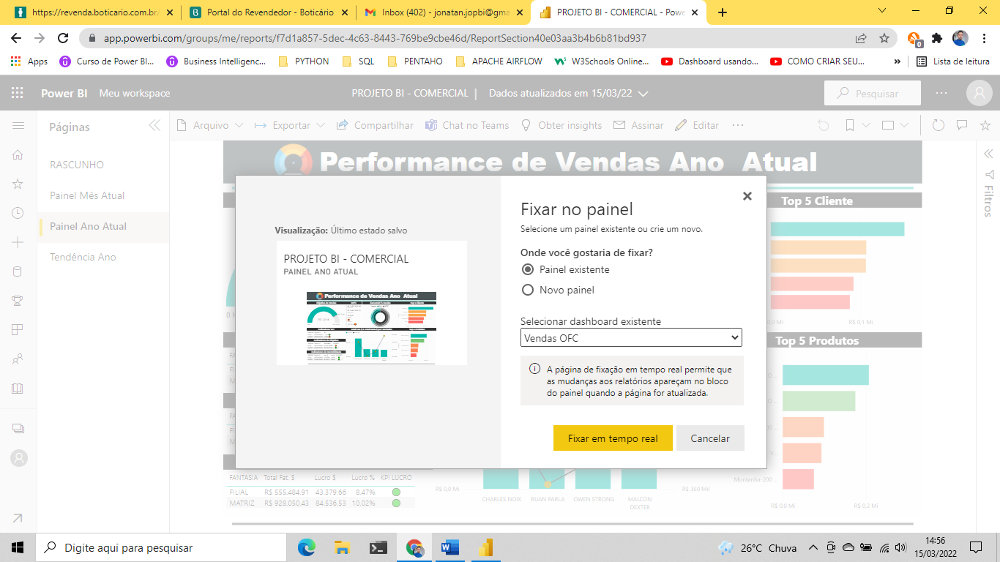 https://revenda.boticario.com.br/
Portal do Revendedor - Boticário
Inbox (402) - jonatan.jopbi@gma
PROJETO BI - COMERCIAL - Powe
app.powerbi.com/groups/me/reports/f7d1a857-5dec-4c63-8443-769be9cbe46d/ReportSection40e03aa3b4b6b81bd937
0
Apps
Curso de Power BI...
Business Intelligenc...
PYTHON
SQL
PENTAHO
APACHE AIRFLOW
W3Schools Online...
Dashboard usando...
COMO CRIAR SEU...
»
Lista de leitura
Power BI
Meu workspace
PROJETO BI - COMERCIAL |
Dados atualizados em 15/03/22
Pesquisar
Páginas
Arquivo
Exportar
Compartilhar
Chat no Teams
Obter insights
Assinar
Editar
RASCUNHO
Painel Mês Atual
Painel Ano Atual
Tendência Ano
Performance de Vendas Ano Atual
Filtros
Top 5 Cliente
R$ 0,1 Mi
Top 5 Produtos
Montanha-200 ...
R$ 0,0 Mi
R$ 0,2 Mi
Visualização: Último estado salvo
PROJETO BI - COMERCIAL
PAINEL ANO ATUAL
Performance de Vendas Ano Atual
Fixar no painel
Selecione um painel existente ou crie um novo.
Onde você gostaria de fixar?
Painel existente
Novo painel
Selecionar dashboard existente
Vendas OFC
A página de fixação em tempo real permite que
as mudanças aos relatórios apareçam no bloco
do painel quando a página for atualizada.
Fixar em tempo real
Cancelar
FANTASIA Total Fat. $ Lucro $ Lucro % KPI LUCRO
FILIAL R$ 555.484,91 43.379,66 8,47%
MATRIZ R$ 928.050,43 84.536,53 10,02%
R$ 0,0 Mi
R$ 360 Mil
CHARLES NOIX
RUAN PARLA
OWEN STRONG
MALCON
DEXTER
Digite aqui para pesquisar
26°C Chuva
14:56
15/03/2022